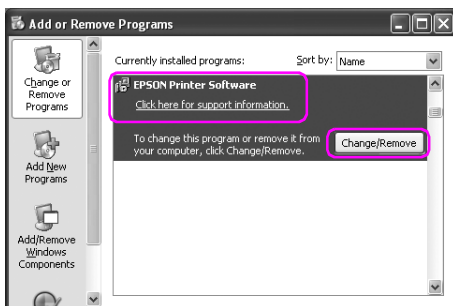 Add or Remove Programs
Currently installed programs:
Sort by:
Name
Change or
Remove
Programs
EPSON Printer Software
Click here for support information.
To change this program or remove it from
your computer, click Change/Remove.
Change/Remove
Add New
Programs
Add/Remove
Windows
Components